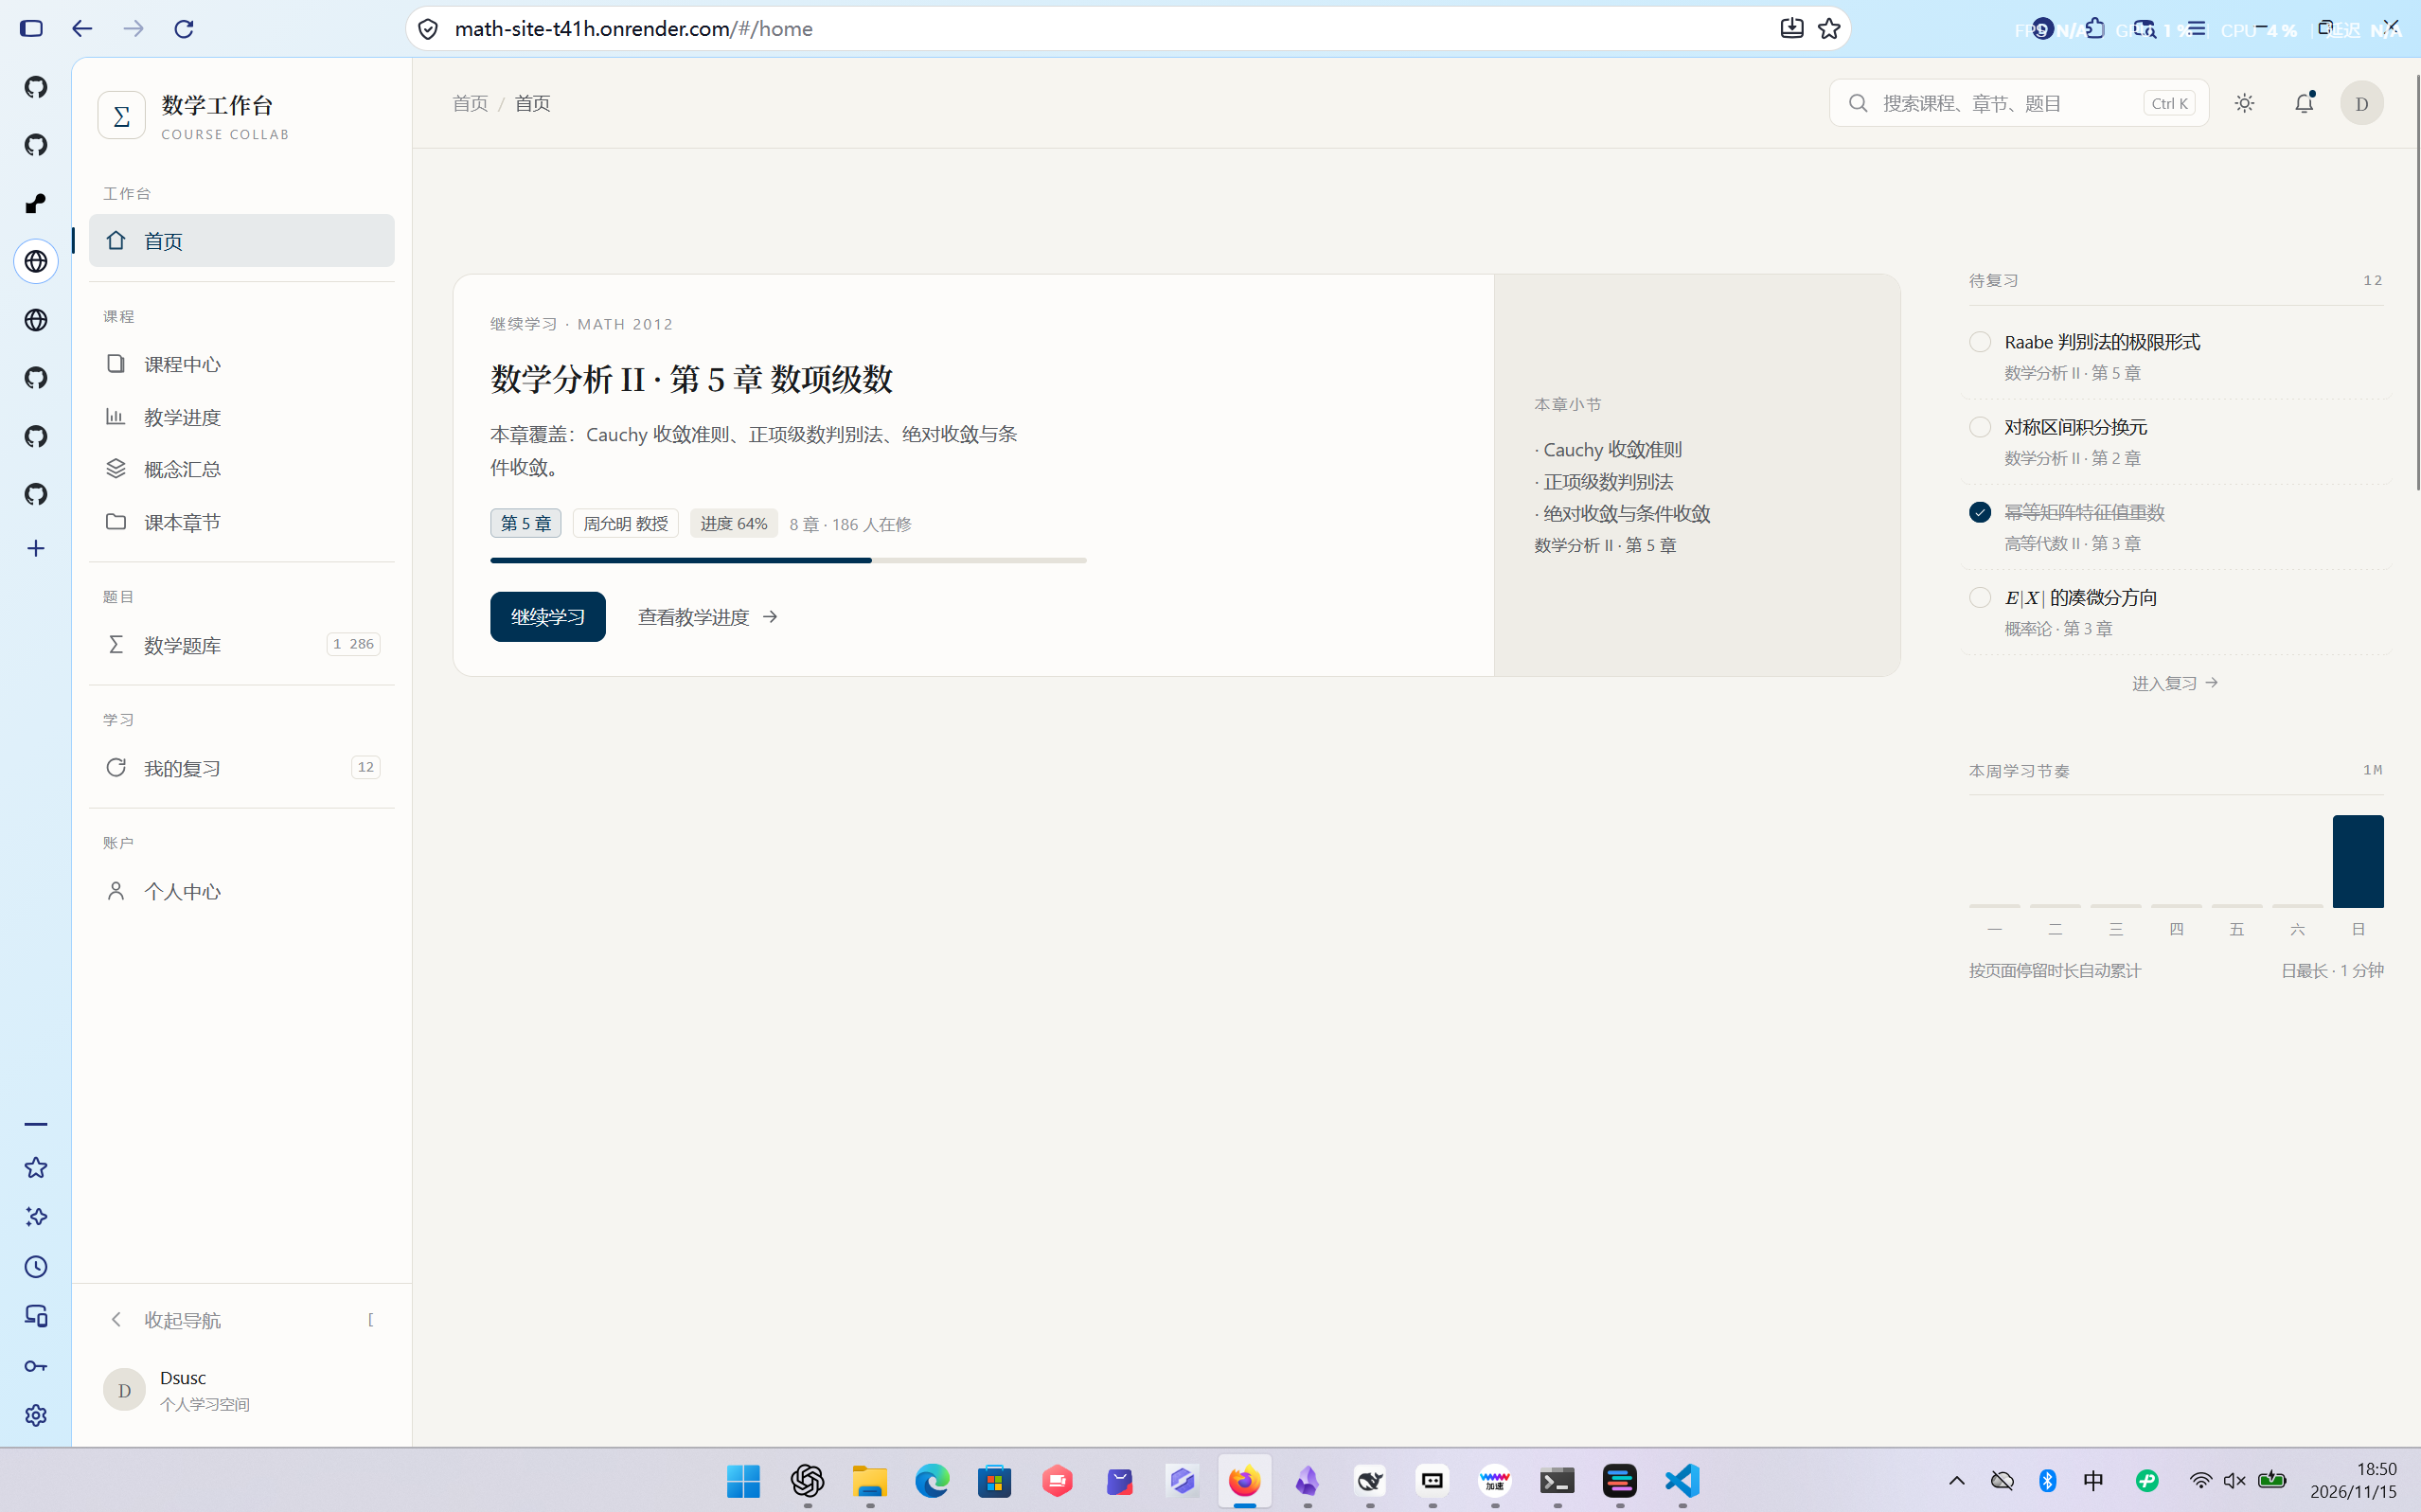 math-site-t41h.onrender.com/#/home
FPS N/A GPU 1 % CPU 4 % 延迟 N/A
Σ
数学工作台
COURSE COLLAB
工作台
首页
课程
课程中心
教学进度
概念汇总
课本章节
题目
数学题库 1 286
学习
我的复习 12
账户
个人中心
收起导航 [
D
Dsusc
个人学习空间
首页 / 首页
搜索课程、章节、题目 Ctrl K
D
继续学习 · MATH 2012
数学分析 II · 第 5 章 数项级数
本章覆盖：Cauchy 收敛准则、正项级数判别法、绝对收敛与条
件收敛。
第 5 章 周允明 教授 进度 64% 8 章 · 186 人在修
继续学习 查看教学进度 →
本章小节
· Cauchy 收敛准则
· 正项级数判别法
· 绝对收敛与条件收敛
数学分析 II · 第 5 章
待复习 12
Raabe 判别法的极限形式
数学分析 II · 第 5 章
对称区间积分换元
数学分析 II · 第 2 章
幂等矩阵特征值重数
高等代数 II · 第 3 章
E|X| 的凑微分方向
概率论 · 第 3 章
进入复习 →
本周学习节奏 1M
一 二 三 四 五 六 日
按页面停留时长自动累计 日最长 · 1 分钟
加速
中
18:50
2026/11/15